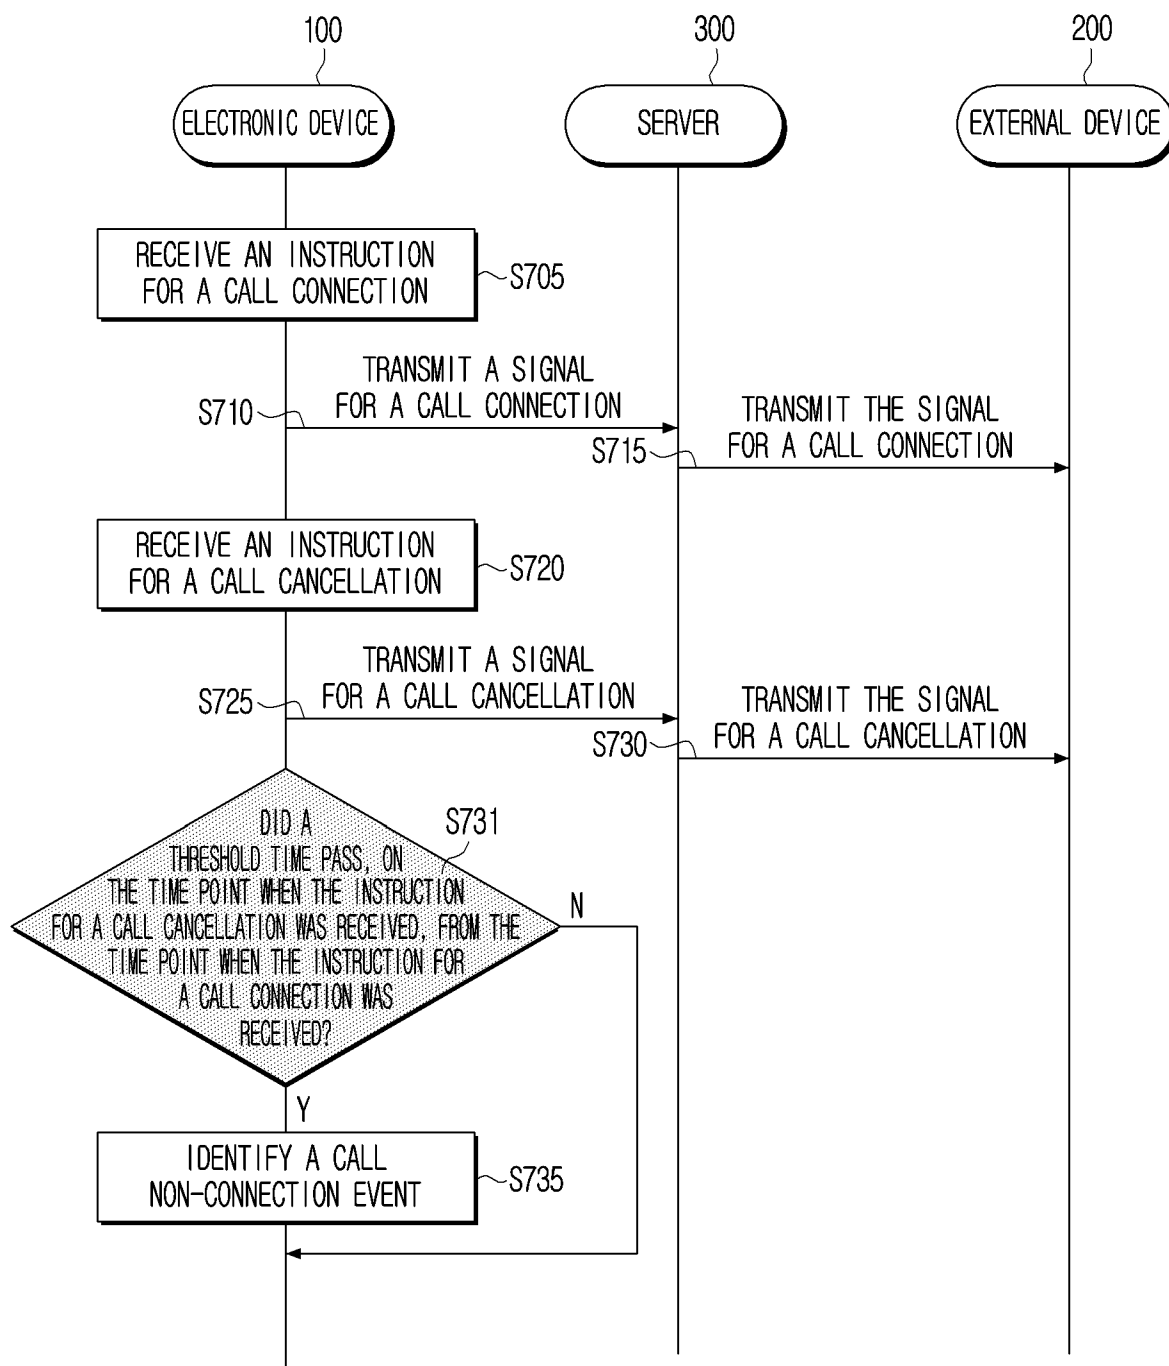 100
300
200
ELECTRONIC DEVICE
SERVER
EXTERNAL DEVICE
RECEIVE AN INSTRUCTION
FOR A CALL CONNECTION
S705
TRANSMIT A SIGNAL
FOR A CALL CONNECTION
S710
TRANSMIT THE SIGNAL
FOR A CALL CONNECTION
S715
RECEIVE AN INSTRUCTION
FOR A CALL CANCELLATION
S720
TRANSMIT A SIGNAL
FOR A CALL CANCELLATION
S725
TRANSMIT THE SIGNAL
FOR A CALL CANCELLATION
S730
S731
DID A
THRESHOLD TIME PASS, ON
THE TIME POINT WHEN THE INSTRUCTION
FOR A CALL CANCELLATION WAS RECEIVED, FROM THE
TIME POINT WHEN THE INSTRUCTION FOR
A CALL CONNECTION WAS
RECEIVED?
N
Y
IDENTIFY A CALL
NON-CONNECTION EVENT
S735